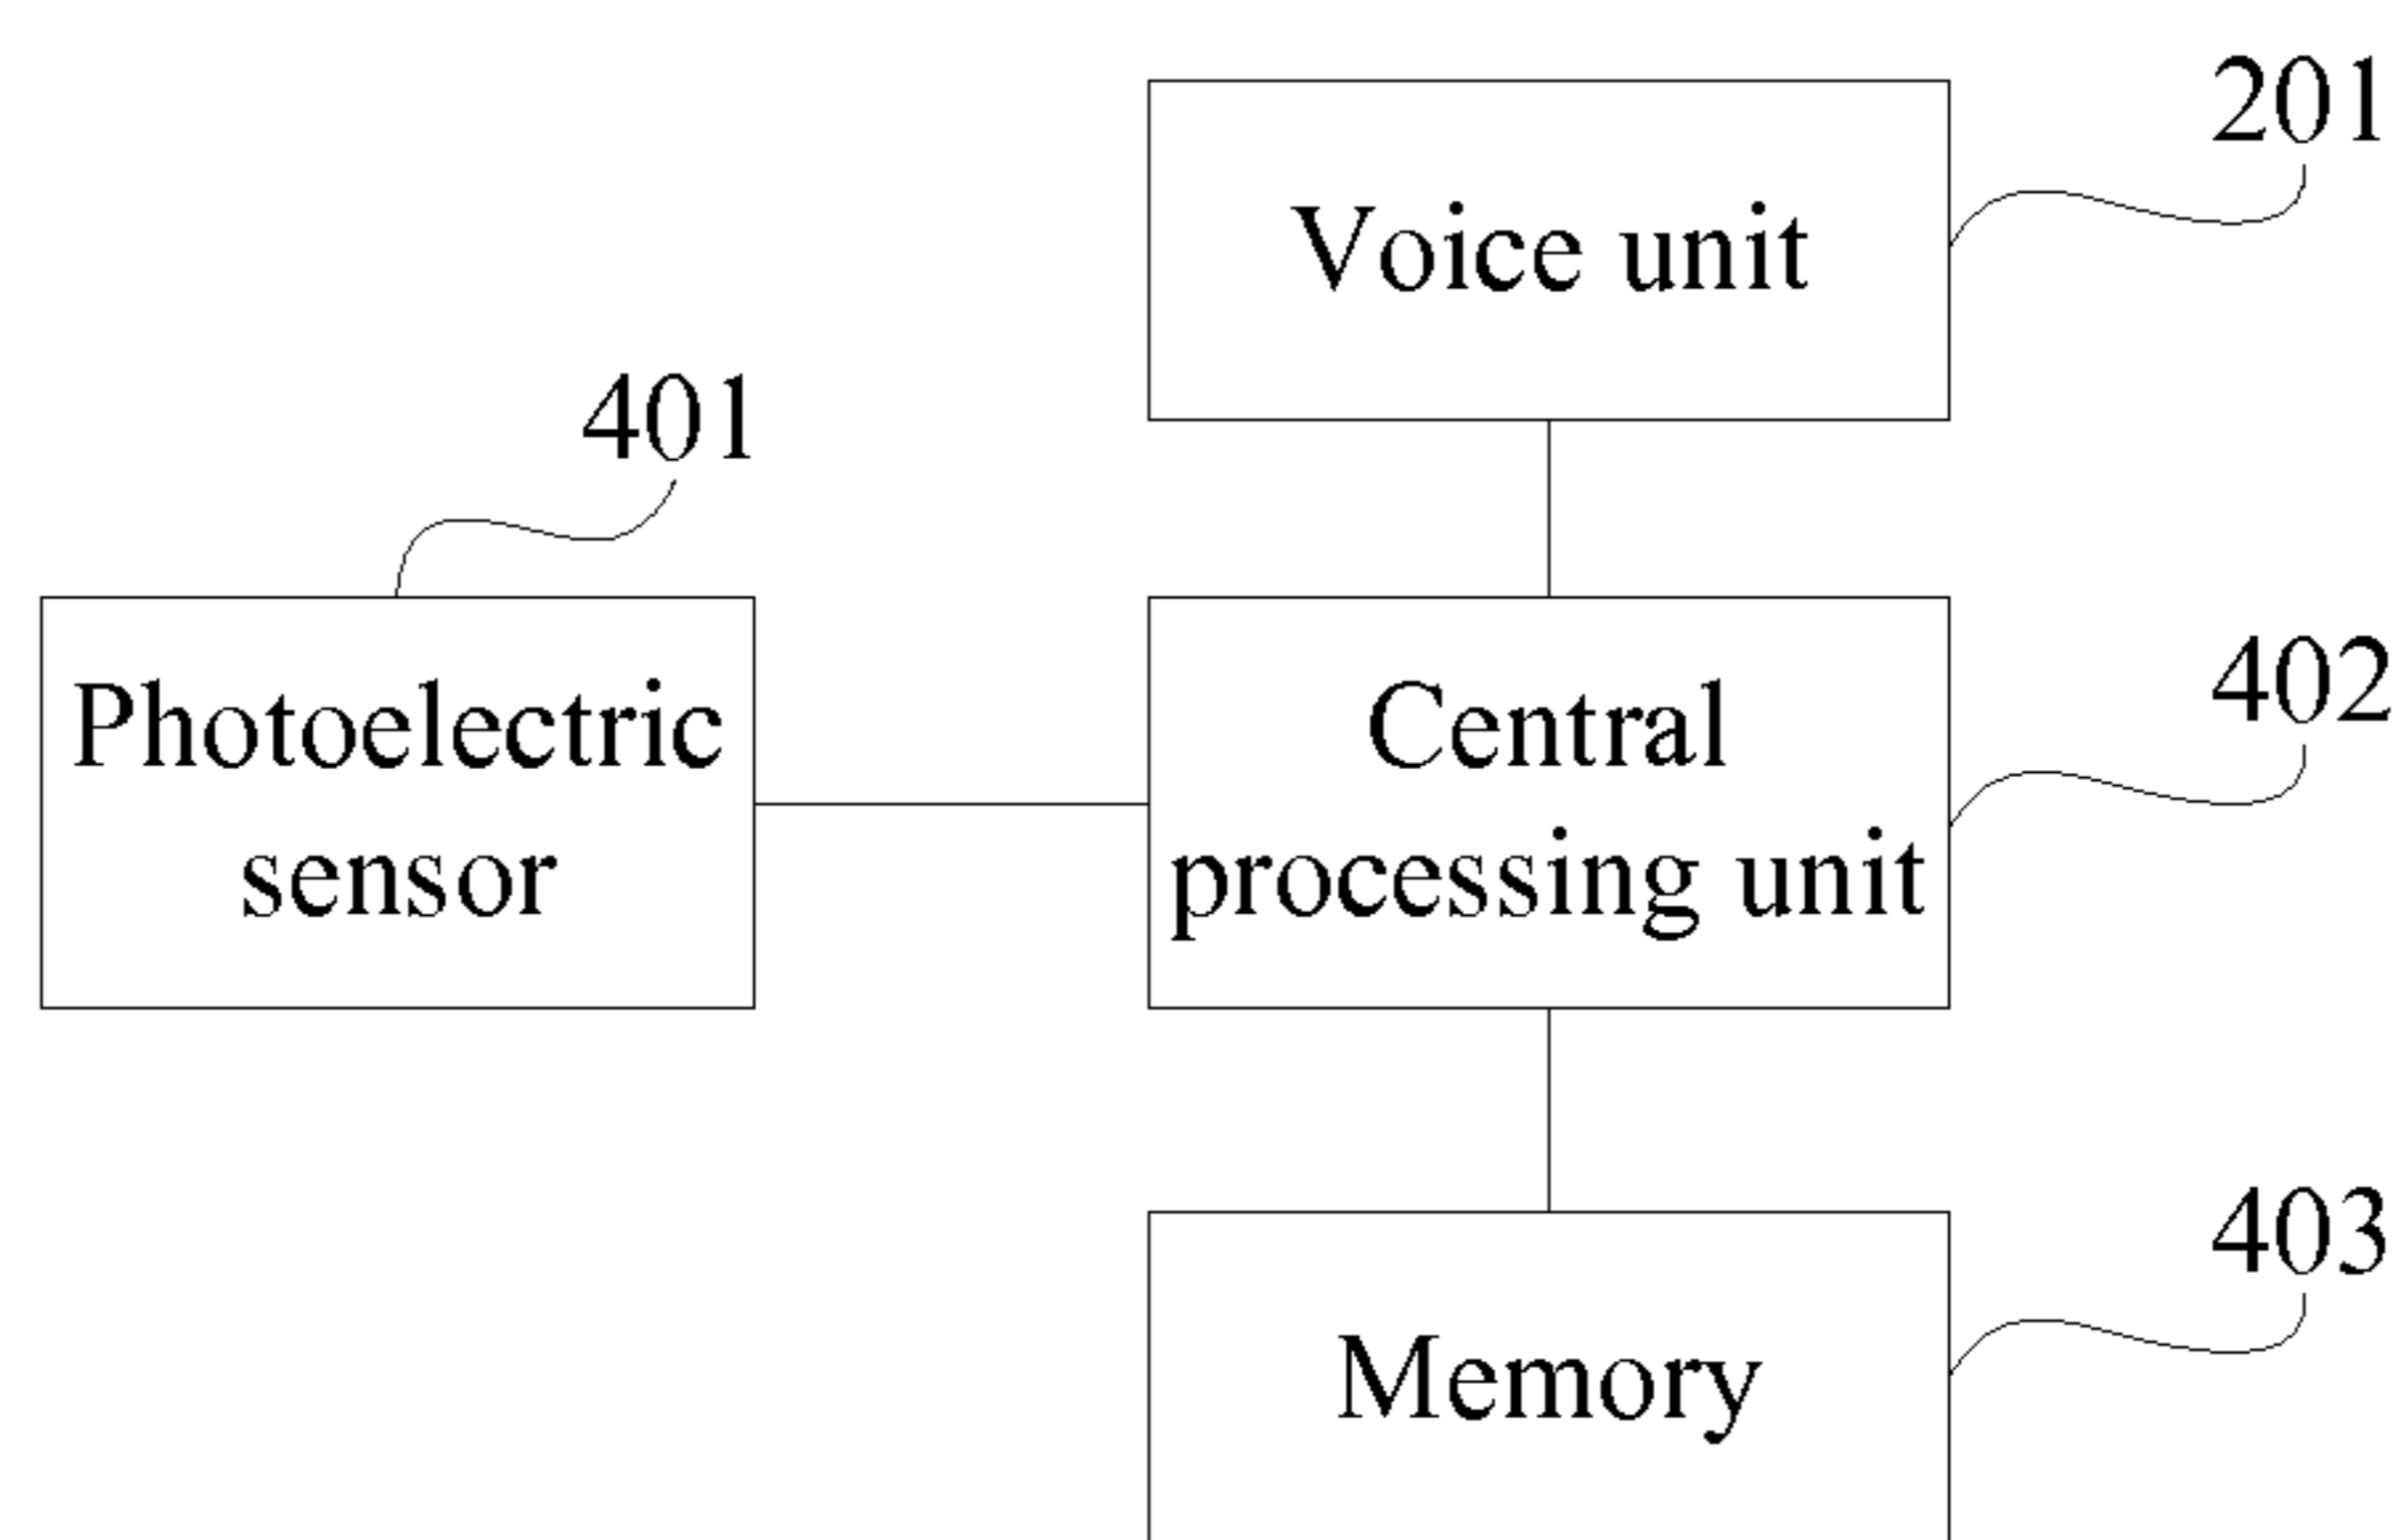 201
Voice unit
401
Photoelectric
sensor
Central
processing unit
402
403
Memory